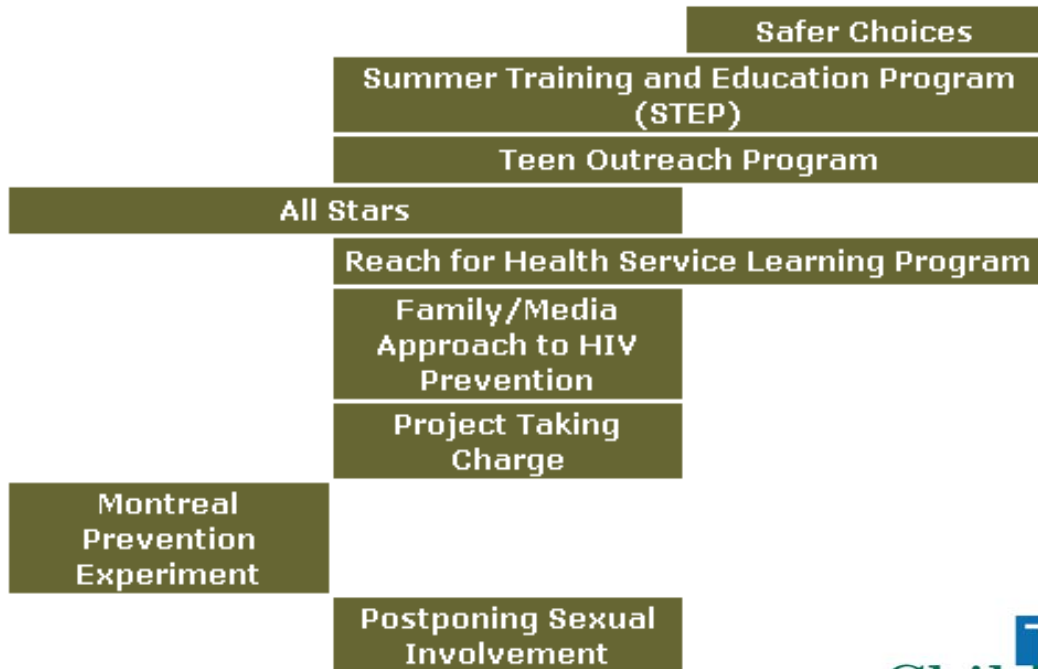 Safer Choices
Summer Training and Education Program
(STEP)
Teen Outreach Program
All Stars
Reach for Health Service Learning Program
Family/Media
Approach to HIV
Prevention
Project Taking
Charge
Montreal
Prevention
Experiment
Postponing Sexual
Involvement